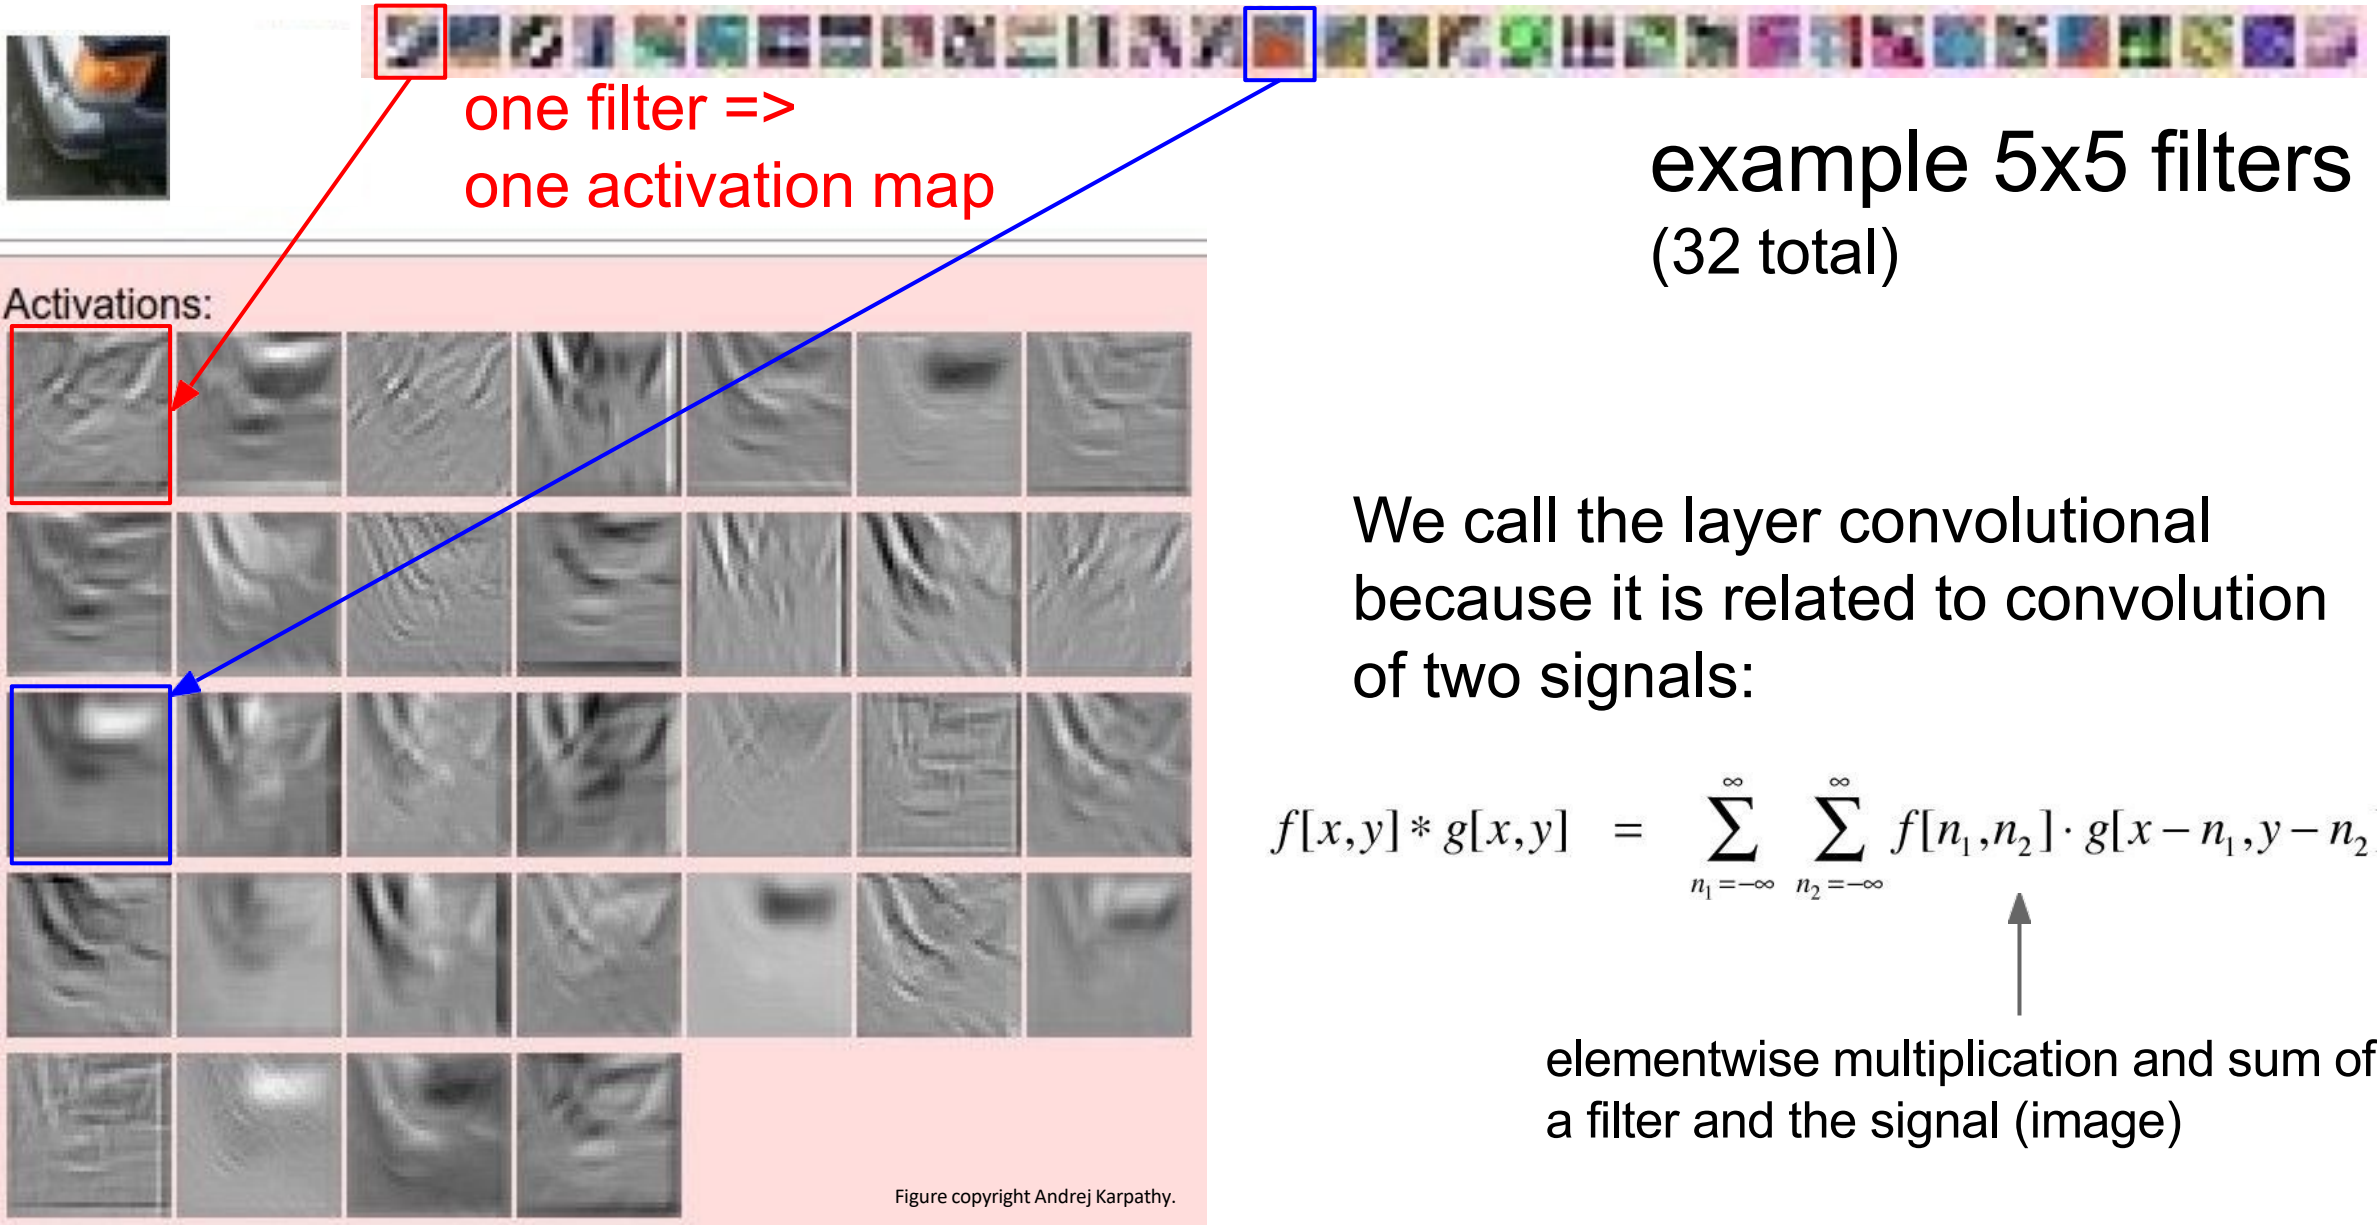 one filter =>
one activation map
example 5x5 filters
(32 total)
Activations:
We call the layer convolutional
because it is related to convolution
of two signals:
f[x,y] * g[x,y] = ∑_{n₁=-∞}^{∞} ∑_{n₂=-∞}^{∞} f[n₁,n₂] · g[x − n₁, y − n₂
elementwise multiplication and sum of
a filter and the signal (image)
Figure copyright Andrej Karpathy.